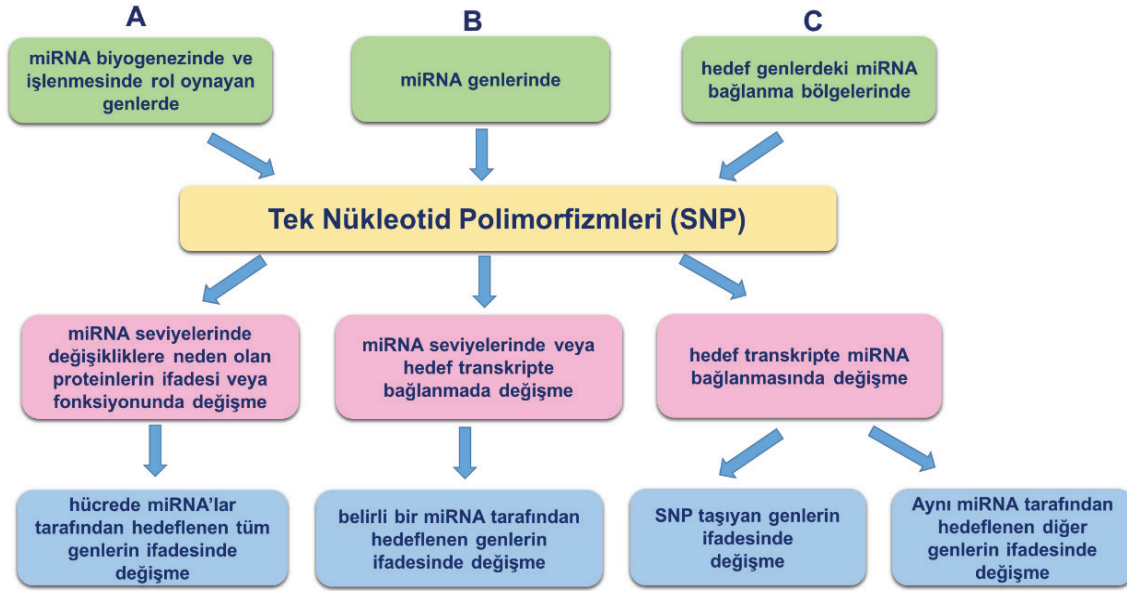 A
B
C
miRNA biyogenezinde ve
işlenmesinde rol oynayan
genlerde
miRNA genlerinde
hedef genlerdeki miRNA
bağlanma bölgelerinde
Tek Nükleotid Polimorfizmleri (SNP)
miRNA seviyelerinde
değişikliklere neden olan
proteinlerin ifadesi veya
fonksiyonunda değişme
miRNA seviyelerinde veya
hedef transkripte
bağlanmada değişme
hedef transkripte miRNA
bağlanmasında değişme
hücrede miRNA’lar
tarafından hedeflenen tüm
genlerin ifadesinde
değişme
belirli bir miRNA tarafından
hedeflenen genlerin
ifadesinde değişme
SNP taşıyan genlerin
ifadesinde
değişme
Aynı miRNA tarafından
hedeflenen diğer
genlerin ifadesinde
değişme